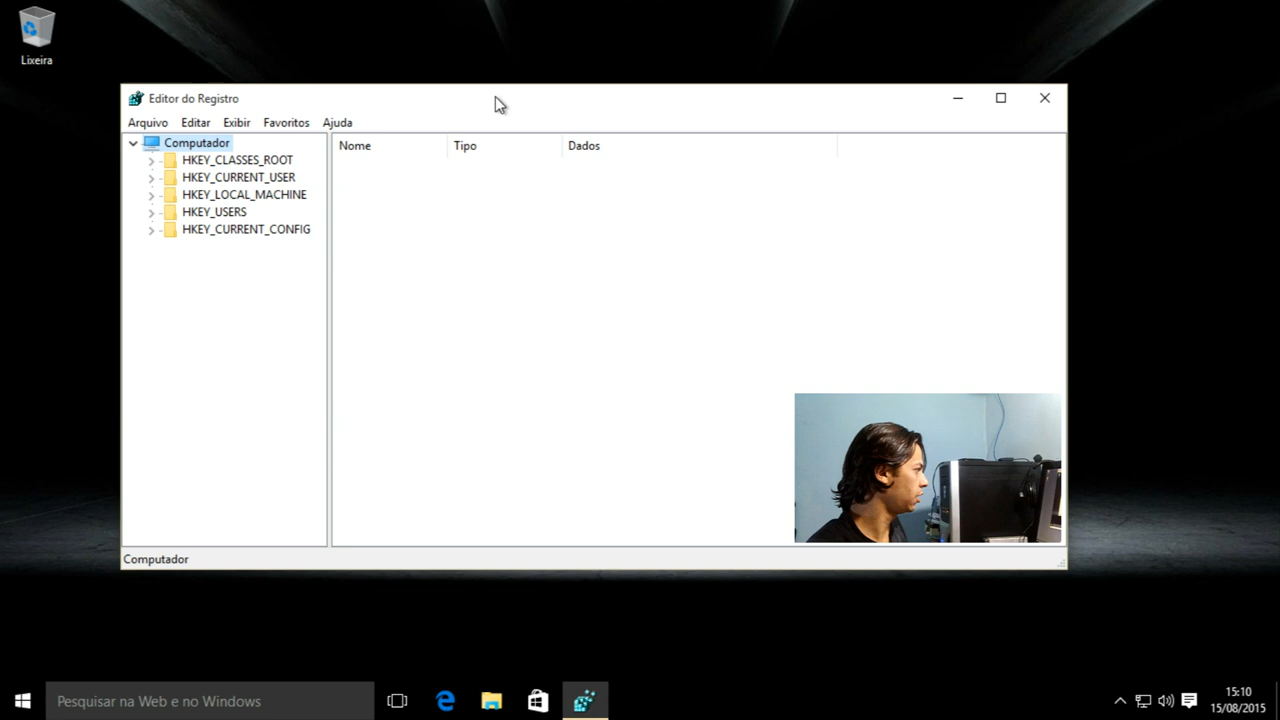 Lixeira
Editor do Registro
Arquivo Editar Exibir Favoritos Ajuda
Computador
HKEY_CLASSES_ROOT
HKEY_CURRENT_USER
HKEY_LOCAL_MACHINE
HKEY_USERS
HKEY_CURRENT_CONFIG
Nome Tipo Dados
Computador
Pesquisar na Web e no Windows
15:10
15/08/2015